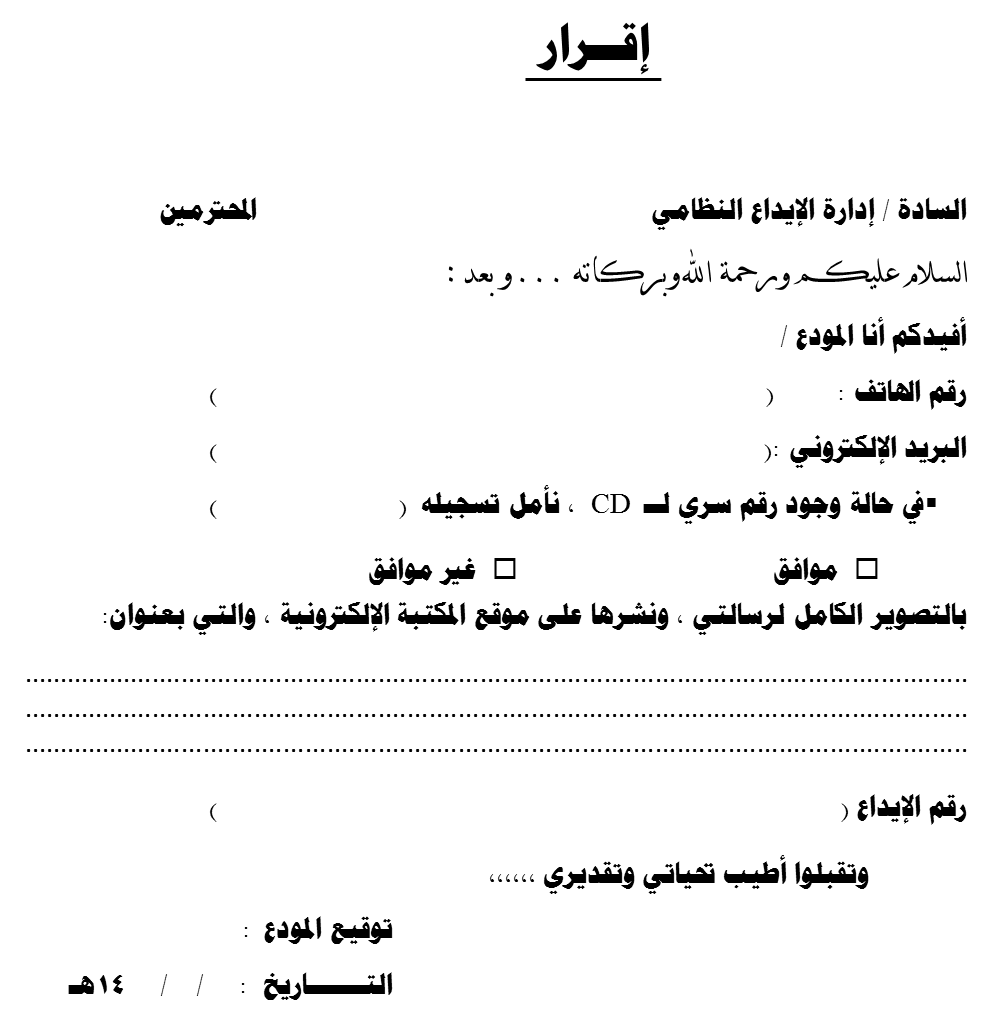 إقــرار
السادة / إدارة الإيداع النظامي المحترمين
السلام عليكم ورحمة الله وبركاته ... وبعد :
أفيدكم أنا المودع /
رقم الهاتف : ( )
البريد الإلكتروني :( )
▪في حالة وجود رقم سري لـ CD ، نأمل تسجيله ( )
□ موافق □ غير موافق
بالتصوير الكامل لرسالتي ، ونشرها على موقع المكتبة الإلكترونية ، والتي بعنوان:
................................................................................
................................................................................
................................................................................
رقم الإيداع ( )
وتقبلوا أطيب تحياتي وتقديري ،،،،،،
توقيع المودع :
التــــاريخ : / / ١٤هـ